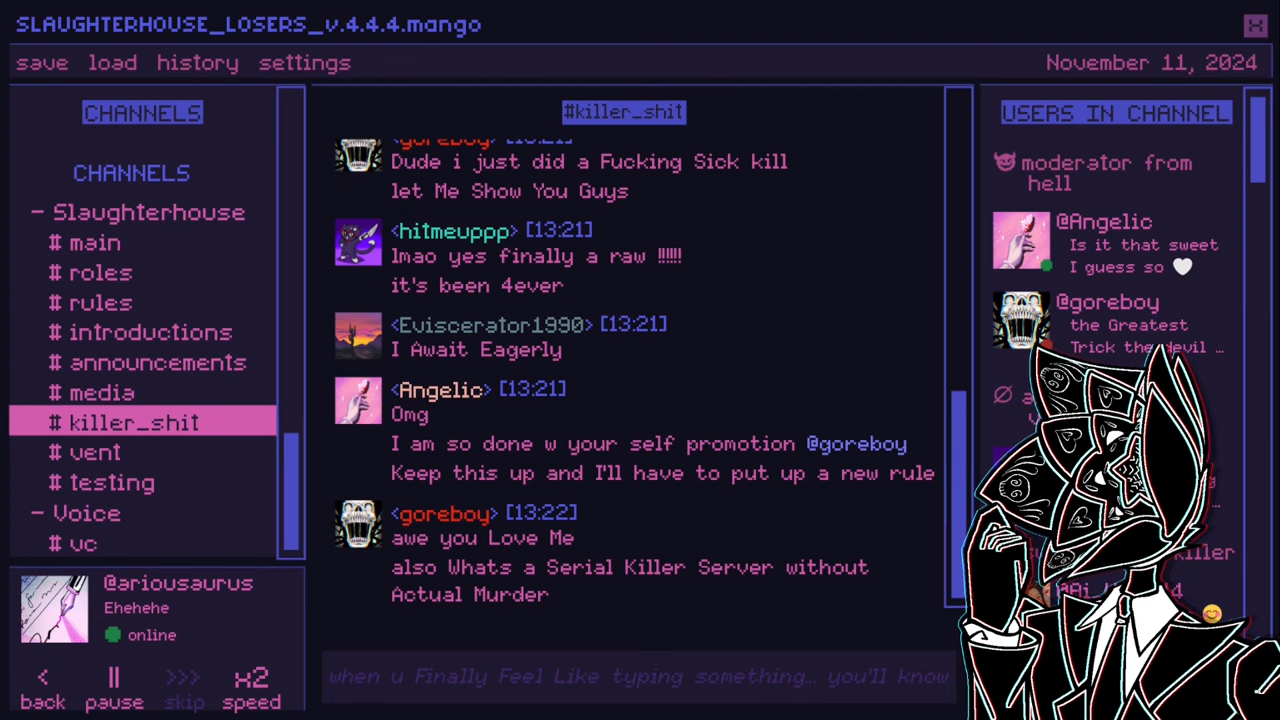 SLAUGHTERHOUSE_LOSERS_v.4.4.4.mango
x
save load history settings
November 11, 2024
CHANNELS
CHANNELS
- Slaughterhouse
# main
# roles
# rules
# introductions
# announcements
# media
# killer_shit
# vent
# testing
- Voice
# vc
@ariousaurus
Ehehehe
online
< || >>> x2
back pause skip speed
#killer_shit
<goreboy> [13:21]
Dude i just did a Fucking Sick kill
let Me Show You Guys
<hitmeuppp> [13:21]
lmao yes finally a raw !!!!!
it's been 4ever
<Eviscerator1990> [13:21]
I Await Eagerly
<Angelic> [13:21]
Omg
I am so done w your self promotion @goreboy
Keep this up and I'll have to put up a new rule
<goreboy> [13:22]
awe you Love Me
also Whats a Serial Killer Server without
Actual Murder
when u Finally Feel Like typing something... you'll know
USERS IN CHANNEL
moderator from
hell
@Angelic
Is it that sweet
I guess so
@goreboy
the Greatest
Trick the devil ...